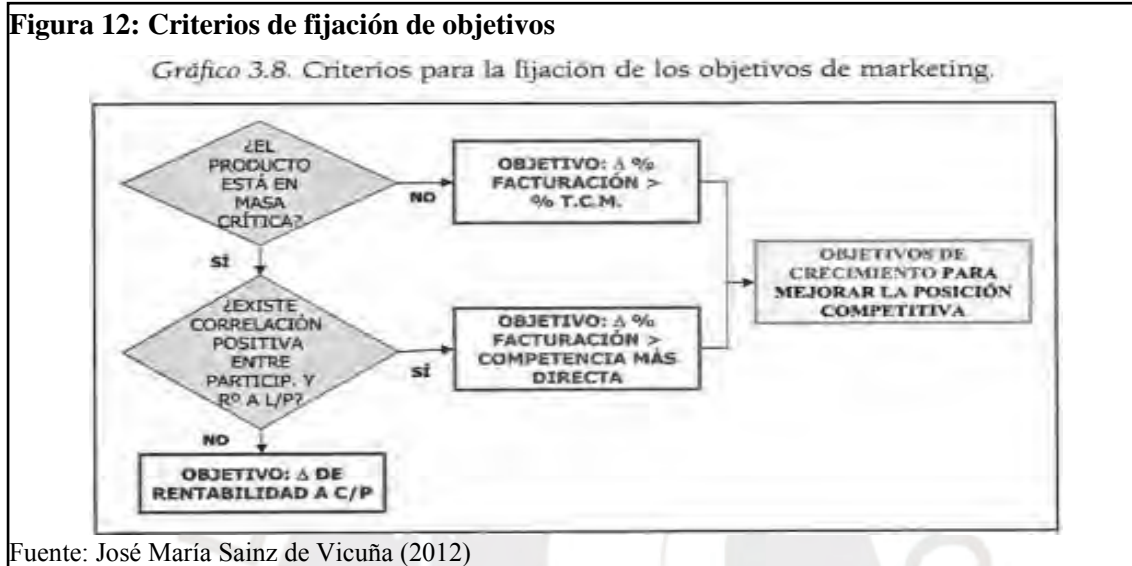 Figura 12: Criterios de fijación de objetivos
Gráfico 3.8. Criterios para la fijación de los objetivos de marketing.
¿EL
PRODUCTO
ESTÁ EN
MASA
CRÍTICA?
NO
OBJETIVO: Δ %
FACTURACIÓN >
% T.C.M.
SÍ
OBJETIVOS DE
CRECIMIENTO PARA
MEJORAR LA POSICIÓN
COMPETITIVA
¿EXISTE
CORRELACIÓN
POSITIVA
ENTRE
PARTICIP. Y
Rº A L/P?
SÍ
OBJETIVO: Δ %
FACTURACIÓN >
COMPETENCIA MÁS
DIRECTA
NO
OBJETIVO: Δ DE
RENTABILIDAD A C/P
Fuente: José María Sainz de Vicuña (2012)